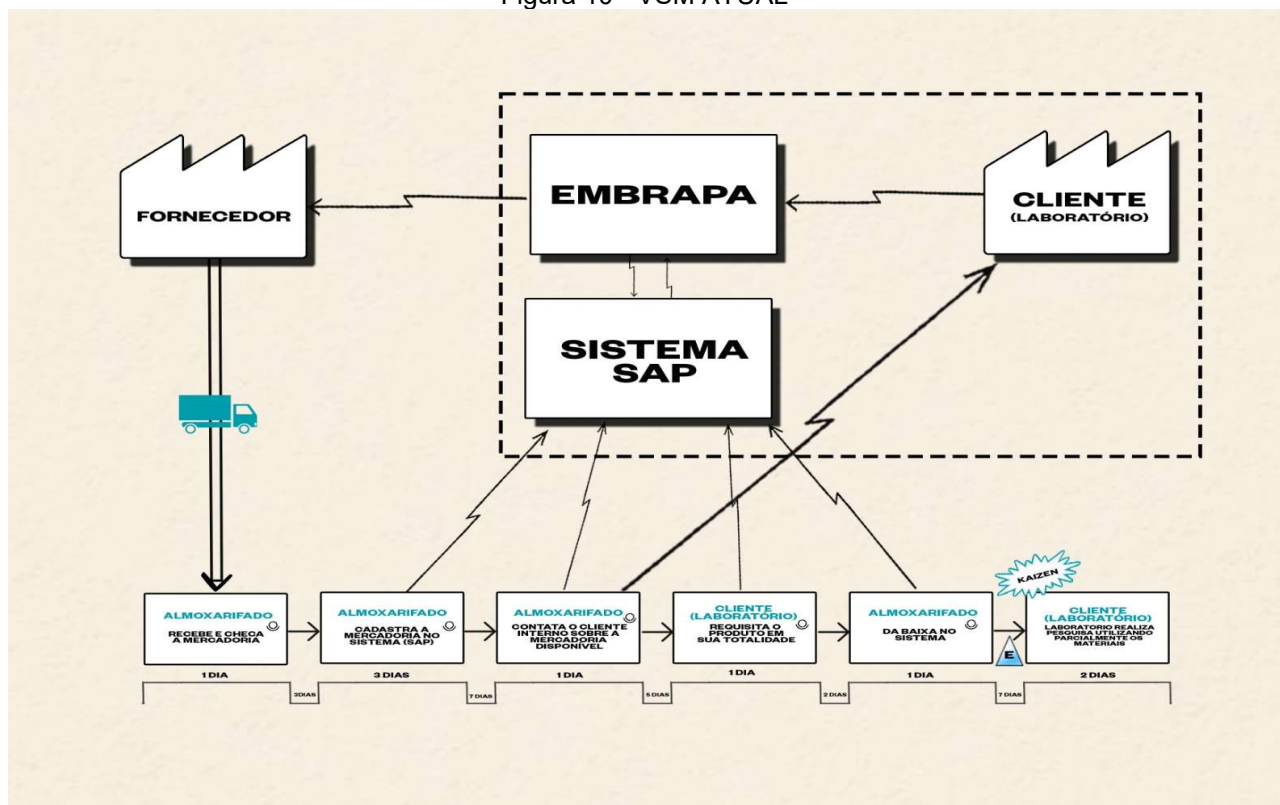 Figura 10 - VSM ATUAL
EMBRAPA
FORNECEDOR
CLIENTE
(LABORATÓRIO)
SISTEMA
SAP
KAIZEN
ALMOXARIFADO
RECEBE E CHECA
A MERCADORIA
ALMOXARIFADO
CADASTRA A
MERCADORIA NO
SISTEMA (SAP)
ALMOXARIFADO
CONTATA O CLIENTE
INTERNO SOBRE A
MERCADORIA
DISPONÍVEL
CLIENTE
(LABORATÓRIO)
REQUISITA O
PRODUTO EM
SUA TOTALIDADE
ALMOXARIFADO
DA BAIXA NO
SISTEMA
E
CLIENTE
(LABORATÓRIO)
LABORATORIO REALIZA
PESQUISA UTILIZANDO
PARCIALMENTE OS
MATERIAIS
1 DIA
3 DIAS
1 DIA
1 DIA
1 DIA
2 DIAS
3 DIAS
7 DIAS
5 DIAS
2 DIAS
7 DIAS